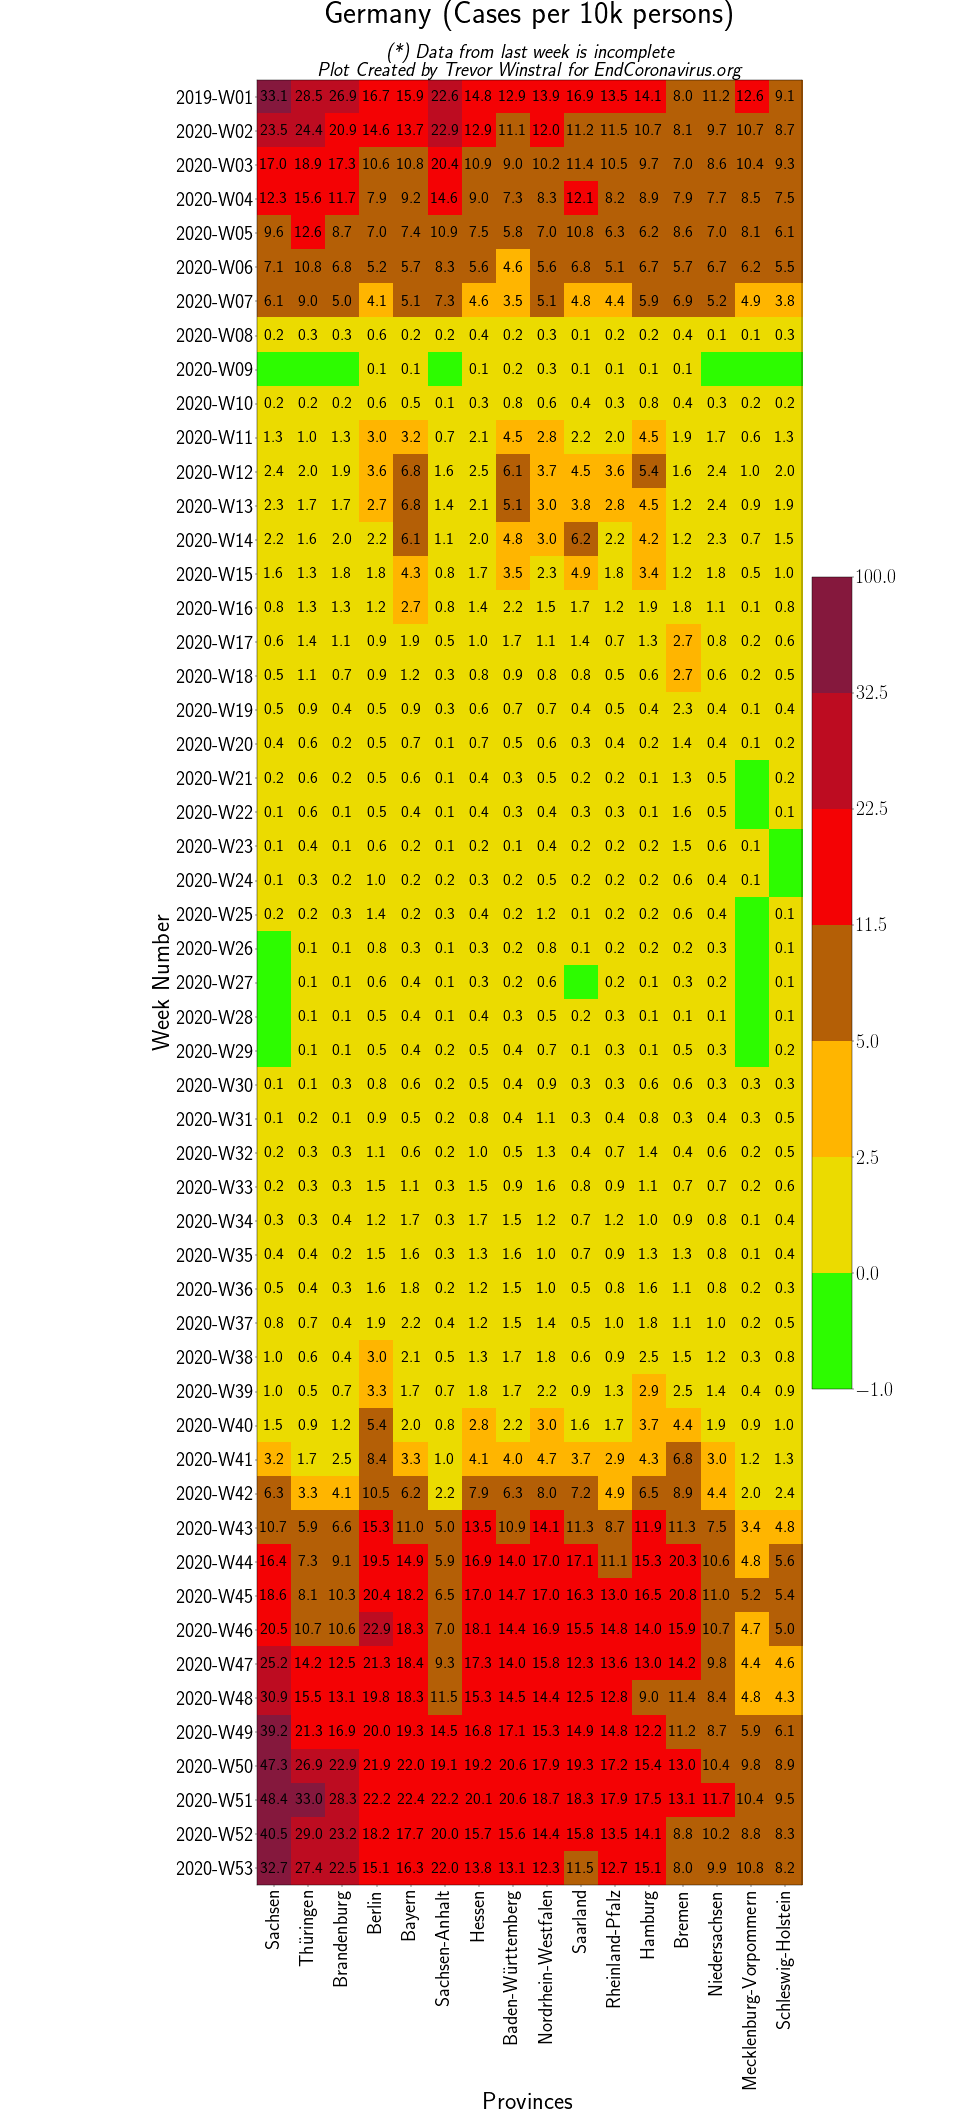 Germany (Cases per 10k persons)
(*) Data from last week is incomplete
Plot Created by Trevor Winstral for EndCoronavirus.org
2019-W01 33.1 28.5 26.9 16.7 15.9 22.6 14.8 12.9 13.9 16.9 13.5 14.1 8.0 11.2 12.6 9.1
2020-W02 23.5 24.4 20.9 14.6 13.7 22.9 12.9 11.1 12.0 11.2 11.5 10.7 8.1 9.7 10.7 8.7
2020-W03 17.0 18.9 17.3 10.6 10.8 20.4 10.9 9.0 10.2 11.4 10.5 9.7 7.0 8.6 10.4 9.3
2020-W04 12.3 15.6 11.7 7.9 9.2 14.6 9.0 7.3 8.3 12.1 8.2 8.9 7.9 7.7 8.5 7.5
2020-W05 9.6 12.6 8.7 7.0 7.4 10.9 7.5 5.8 7.0 10.8 6.3 6.2 8.6 7.0 8.1 6.1
2020-W06 7.1 10.8 6.8 5.2 5.7 8.3 5.6 4.6 5.6 6.8 5.1 6.7 5.7 6.7 6.2 5.5
2020-W07 6.1 9.0 5.0 4.1 5.1 7.3 4.6 3.5 5.1 4.8 4.4 5.9 6.9 5.2 4.9 3.8
2020-W08 0.2 0.3 0.3 0.6 0.2 0.2 0.4 0.2 0.3 0.1 0.2 0.2 0.4 0.1 0.1 0.3
2020-W09 0.1 0.1 0.1 0.2 0.3 0.1 0.1 0.1 0.1
2020-W10 0.2 0.2 0.2 0.6 0.5 0.1 0.3 0.8 0.6 0.4 0.3 0.8 0.4 0.3 0.2 0.2
2020-W11 1.3 1.0 1.3 3.0 3.2 0.7 2.1 4.5 2.8 2.2 2.0 4.5 1.9 1.7 0.6 1.3
2020-W12 2.4 2.0 1.9 3.6 6.8 1.6 2.5 6.1 3.7 4.5 3.6 5.4 1.6 2.4 1.0 2.0
2020-W13 2.3 1.7 1.7 2.7 6.8 1.4 2.1 5.1 3.0 3.8 2.8 4.5 1.2 2.4 0.9 1.9
2020-W14 2.2 1.6 2.0 2.2 6.1 1.1 2.0 4.8 3.0 6.2 2.2 4.2 1.2 2.3 0.7 1.5
2020-W15 1.6 1.3 1.8 1.8 4.3 0.8 1.7 3.5 2.3 4.9 1.8 3.4 1.2 1.8 0.5 1.0
2020-W16 0.8 1.3 1.3 1.2 2.7 0.8 1.4 2.2 1.5 1.7 1.2 1.9 1.8 1.1 0.1 0.8
2020-W17 0.6 1.4 1.1 0.9 1.9 0.5 1.0 1.7 1.1 1.4 0.7 1.3 2.7 0.8 0.2 0.6
2020-W18 0.5 1.1 0.7 0.9 1.2 0.3 0.8 0.9 0.8 0.8 0.5 0.6 2.7 0.6 0.2 0.5
2020-W19 0.5 0.9 0.4 0.5 0.9 0.3 0.6 0.7 0.7 0.4 0.5 0.4 2.3 0.4 0.1 0.4
2020-W20 0.4 0.6 0.2 0.5 0.7 0.1 0.7 0.5 0.6 0.3 0.4 0.2 1.4 0.4 0.1 0.2
2020-W21 0.2 0.6 0.2 0.5 0.6 0.1 0.4 0.3 0.5 0.2 0.2 0.1 1.3 0.5 0.2
2020-W22 0.1 0.6 0.1 0.5 0.4 0.1 0.4 0.3 0.4 0.3 0.3 0.1 1.6 0.5 0.1
2020-W23 0.1 0.4 0.1 0.6 0.2 0.1 0.2 0.1 0.4 0.2 0.2 0.2 1.5 0.6 0.1
2020-W24 0.1 0.3 0.2 1.0 0.2 0.2 0.3 0.2 0.5 0.2 0.2 0.2 0.6 0.4 0.1
2020-W25 0.2 0.2 0.3 1.4 0.2 0.3 0.4 0.2 1.2 0.1 0.2 0.2 0.6 0.4 0.1
2020-W26 0.1 0.1 0.8 0.3 0.1 0.3 0.2 0.8 0.1 0.2 0.2 0.2 0.3 0.1
2020-W27 0.1 0.1 0.6 0.4 0.1 0.3 0.2 0.6 0.2 0.1 0.3 0.2 0.1
2020-W28 0.1 0.1 0.5 0.4 0.1 0.4 0.3 0.5 0.2 0.3 0.1 0.1 0.1 0.1
2020-W29 0.1 0.1 0.5 0.4 0.2 0.5 0.4 0.7 0.1 0.3 0.1 0.5 0.3 0.2
2020-W30 0.1 0.1 0.3 0.8 0.6 0.2 0.5 0.4 0.9 0.3 0.3 0.6 0.6 0.3 0.3 0.3
2020-W31 0.1 0.2 0.1 0.9 0.5 0.2 0.8 0.4 1.1 0.3 0.4 0.8 0.3 0.4 0.3 0.5
2020-W32 0.2 0.3 0.3 1.1 0.6 0.2 1.0 0.5 1.3 0.4 0.7 1.4 0.4 0.6 0.2 0.5
2020-W33 0.2 0.3 0.3 1.5 1.1 0.3 1.5 0.9 1.6 0.8 0.9 1.1 0.7 0.7 0.2 0.6
2020-W34 0.3 0.3 0.4 1.2 1.7 0.3 1.7 1.5 1.2 0.7 1.2 1.0 0.9 0.8 0.1 0.4
2020-W35 0.4 0.4 0.2 1.5 1.6 0.3 1.3 1.6 1.0 0.7 0.9 1.3 1.3 0.8 0.1 0.4
2020-W36 0.5 0.4 0.3 1.6 1.8 0.2 1.2 1.5 1.0 0.5 0.8 1.6 1.1 0.8 0.2 0.3
2020-W37 0.8 0.7 0.4 1.9 2.2 0.4 1.2 1.5 1.4 0.5 1.0 1.8 1.1 1.0 0.2 0.5
2020-W38 1.0 0.6 0.4 3.0 2.1 0.5 1.3 1.7 1.8 0.6 0.9 2.5 1.5 1.2 0.3 0.8
2020-W39 1.0 0.5 0.7 3.3 1.7 0.7 1.8 1.7 2.2 0.9 1.3 2.9 2.5 1.4 0.4 0.9
2020-W40 1.5 0.9 1.2 5.4 2.0 0.8 2.8 2.2 3.0 1.6 1.7 3.7 4.4 1.9 0.9 1.0
2020-W41 3.2 1.7 2.5 8.4 3.3 1.0 4.1 4.0 4.7 3.7 2.9 4.3 6.8 3.0 1.2 1.3
2020-W42 6.3 3.3 4.1 10.5 6.2 2.2 7.9 6.3 8.0 7.2 4.9 6.5 8.9 4.4 2.0 2.4
2020-W43 10.7 5.9 6.6 15.3 11.0 5.0 13.5 10.9 14.1 11.3 8.7 11.9 11.3 7.5 3.4 4.8
2020-W44 16.4 7.3 9.1 19.5 14.9 5.9 16.9 14.0 17.0 17.1 11.1 15.3 20.3 10.6 4.8 5.6
2020-W45 18.6 8.1 10.3 20.4 18.2 6.5 17.0 14.7 17.0 16.3 13.0 16.5 20.8 11.0 5.2 5.4
2020-W46 20.5 10.7 10.6 22.9 18.3 7.0 18.1 14.4 16.9 15.5 14.8 14.0 15.9 10.7 4.7 5.0
2020-W47 25.2 14.2 12.5 21.3 18.4 9.3 17.3 14.0 15.8 12.3 13.6 13.0 14.2 9.8 4.4 4.6
2020-W48 30.9 15.5 13.1 19.8 18.3 11.5 15.3 14.5 14.4 12.5 12.8 9.0 11.4 8.4 4.8 4.3
2020-W49 39.2 21.3 16.9 20.0 19.3 14.5 16.8 17.1 15.3 14.9 14.8 12.2 11.2 8.7 5.9 6.1
2020-W50 47.3 26.9 22.9 21.9 22.0 19.1 19.2 20.6 17.9 19.3 17.2 15.4 13.0 10.4 9.8 8.9
2020-W51 48.4 33.0 28.3 22.2 22.4 22.2 20.1 20.6 18.7 18.3 17.9 17.5 13.1 11.7 10.4 9.5
2020-W52 40.5 29.0 23.2 18.2 17.7 20.0 15.7 15.6 14.4 15.8 13.5 14.1 8.8 10.2 8.8 8.3
2020-W53 32.7 27.4 22.5 15.1 16.3 22.0 13.8 13.1 12.3 11.5 12.7 15.1 8.0 9.9 10.8 8.2
Week Number
Sachsen
Thüringen
Brandenburg
Berlin
Bayern
Sachsen-Anhalt
Hessen
Baden-Württemberg
Nordrhein-Westfalen
Saarland
Rheinland-Pfalz
Hamburg
Bremen
Niedersachsen
Mecklenburg-Vorpommern
Schleswig-Holstein
Provinces
100.0
32.5
22.5
11.5
5.0
2.5
0.0
−1.0